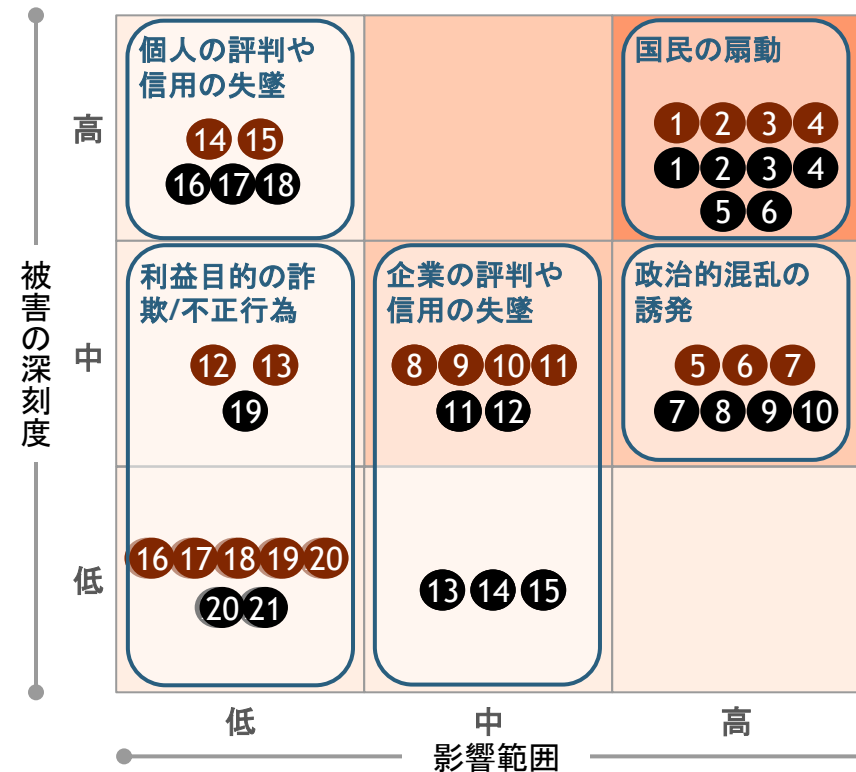 被害の深刻度
高
中
低
個人の評判や
信用の失墜
14 15
16 17 18
国民の扇動
1 2 3 4
1 2 3 4
5 6
利益目的の詐
欺/不正行為
12 13
19
16 17 18 19 20
20 21
企業の評判や
信用の失墜
8 9 10 11
11 12
13 14 15
政治的混乱の
誘発
5 6 7
7 8 9 10
低
中
高
影響範囲